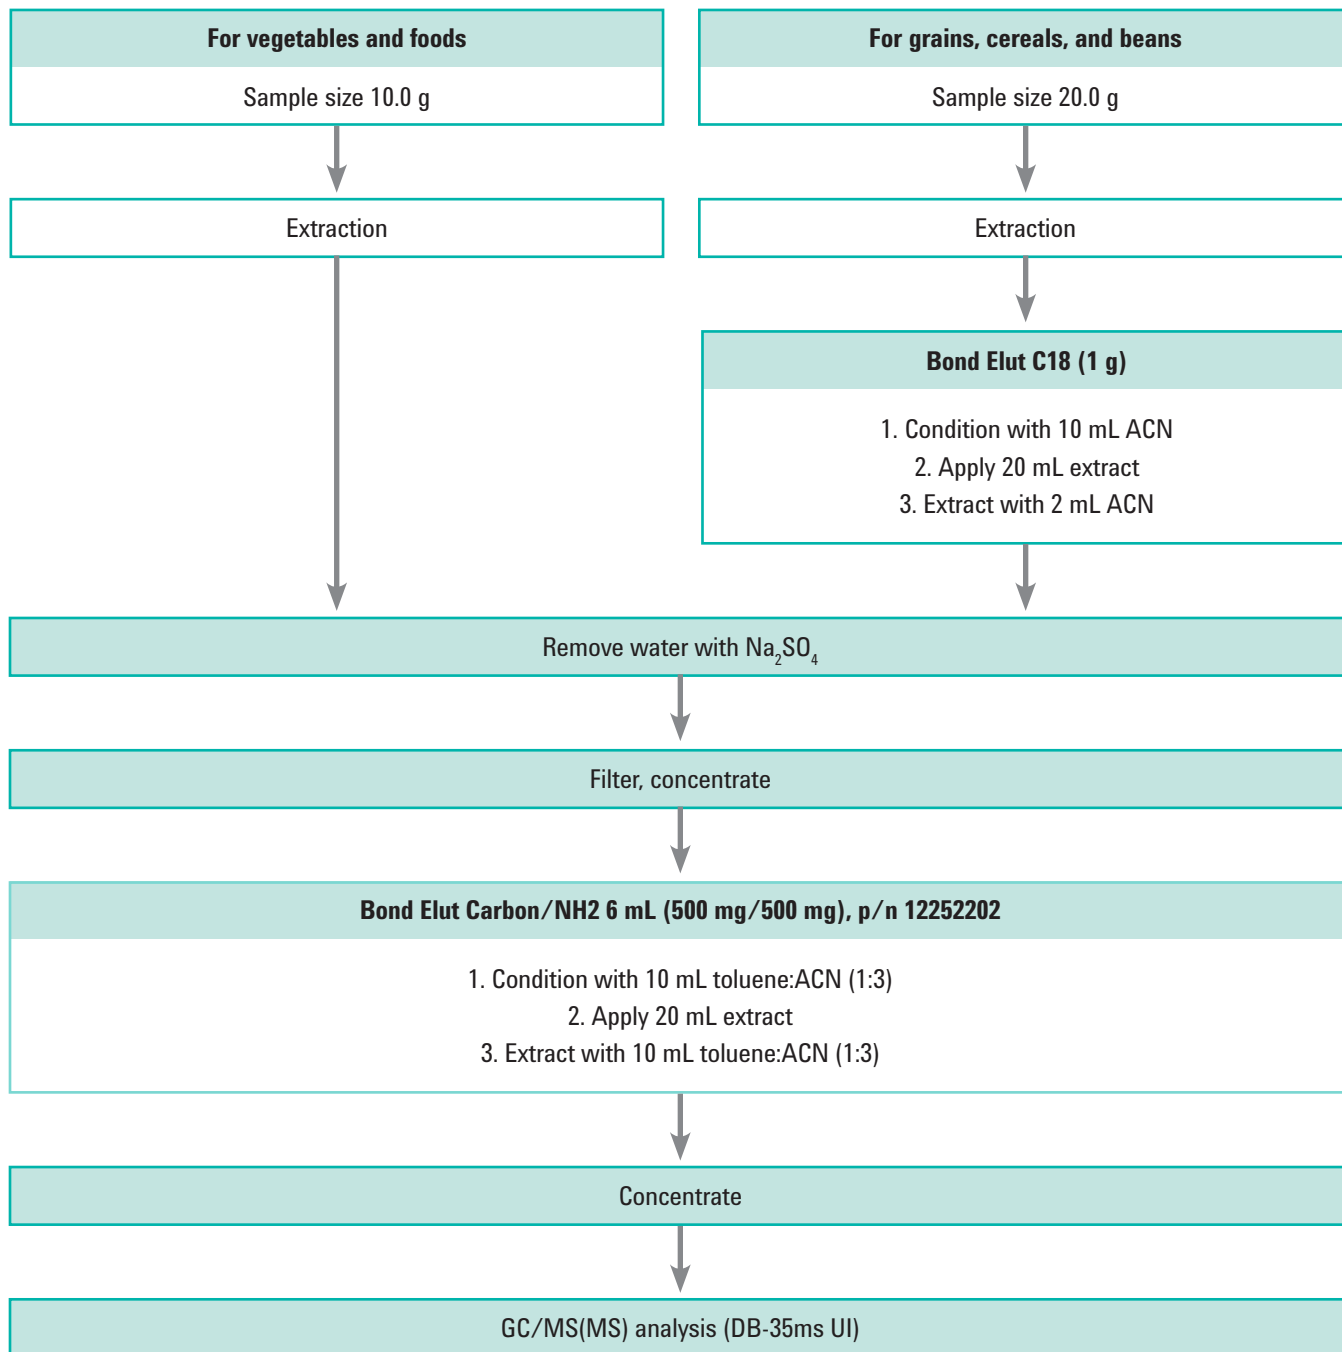 For vegetables and foods
Sample size 10.0 g
Extraction
For grains, cereals, and beans
Sample size 20.0 g
Extraction
Bond Elut C18 (1 g)
1. Condition with 10 mL ACN
2. Apply 20 mL extract
3. Extract with 2 mL ACN
Remove water with Na₂SO₄
Filter, concentrate
Bond Elut Carbon/NH2 6 mL (500 mg/500 mg), p/n 12252202
1. Condition with 10 mL toluene:ACN (1:3)
2. Apply 20 mL extract
3. Extract with 10 mL toluene:ACN (1:3)
Concentrate
GC/MS(MS) analysis (DB-35ms UI)